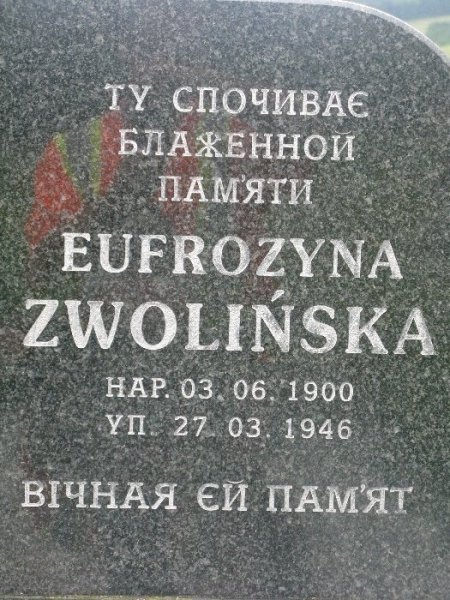 ТУ СПОЧИВАЄ
БЛАЖЕННОЙ
ПАМ'ЯТИ
EUFROZYNA
ZWOLIŃSKA
НАР. 03. 06. 1900
УП. 27. 03. 1946
ВІЧНАЯ ЄЙ ПАМ'ЯТ